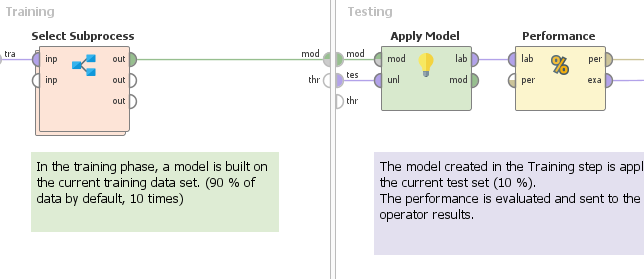 Training
Testing
Select Subprocess
Apply Model
Performance
tra
inp
out
mod
mod
mod
lab
lab
per
inp
out
thr
tes
unl
mod
per
exa
out
thr
In the training phase, a model is built on
the current training data set. (90 % of
data by default, 10 times)
The model created in the Training step is appl
the current test set (10 %).
The performance is evaluated and sent to the
operator results.